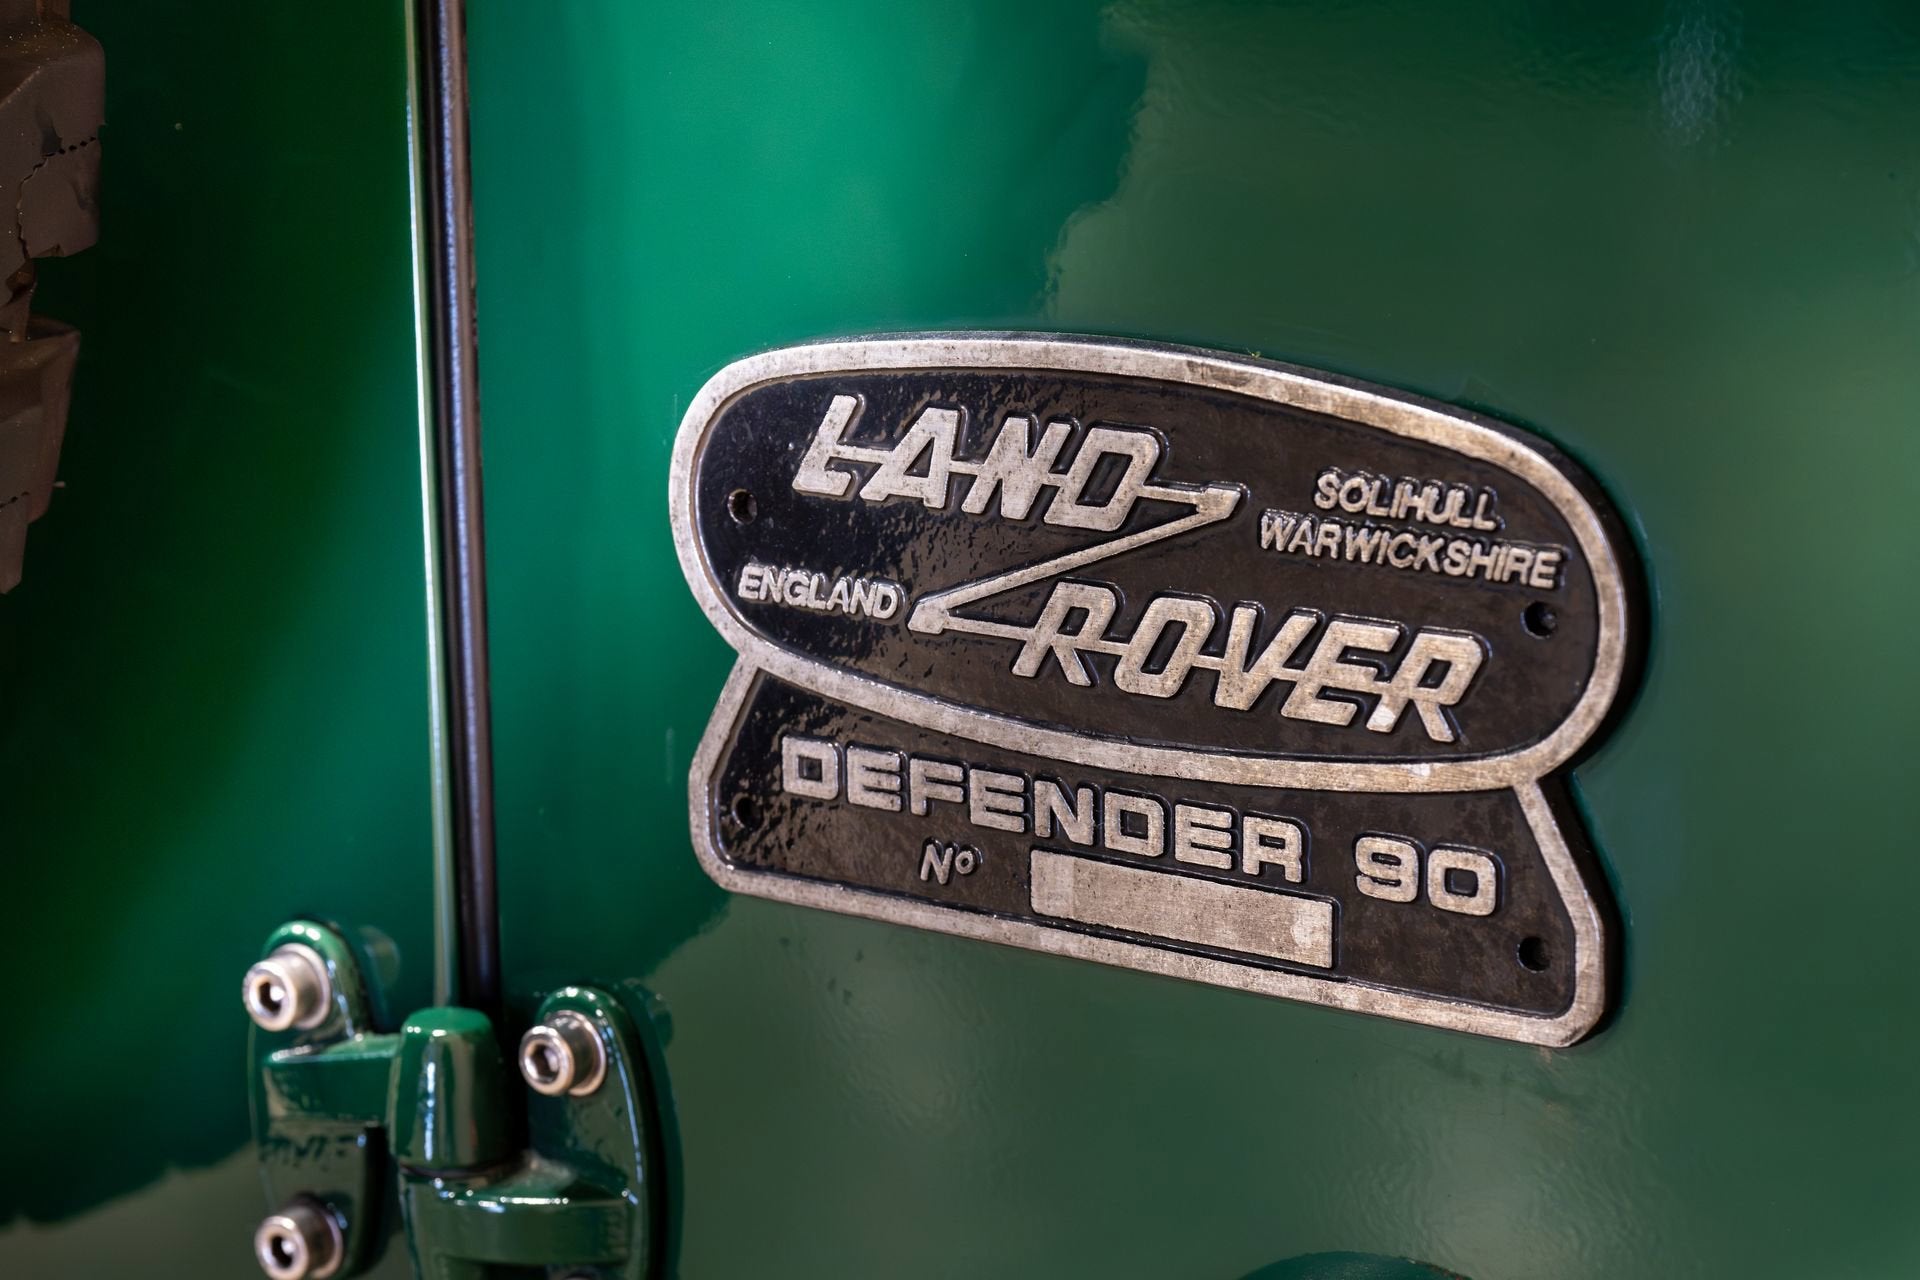 LAND
SOLIHULL
WARWICKSHIRE
ENGLAND
ROVER
DEFENDER 90
Nº